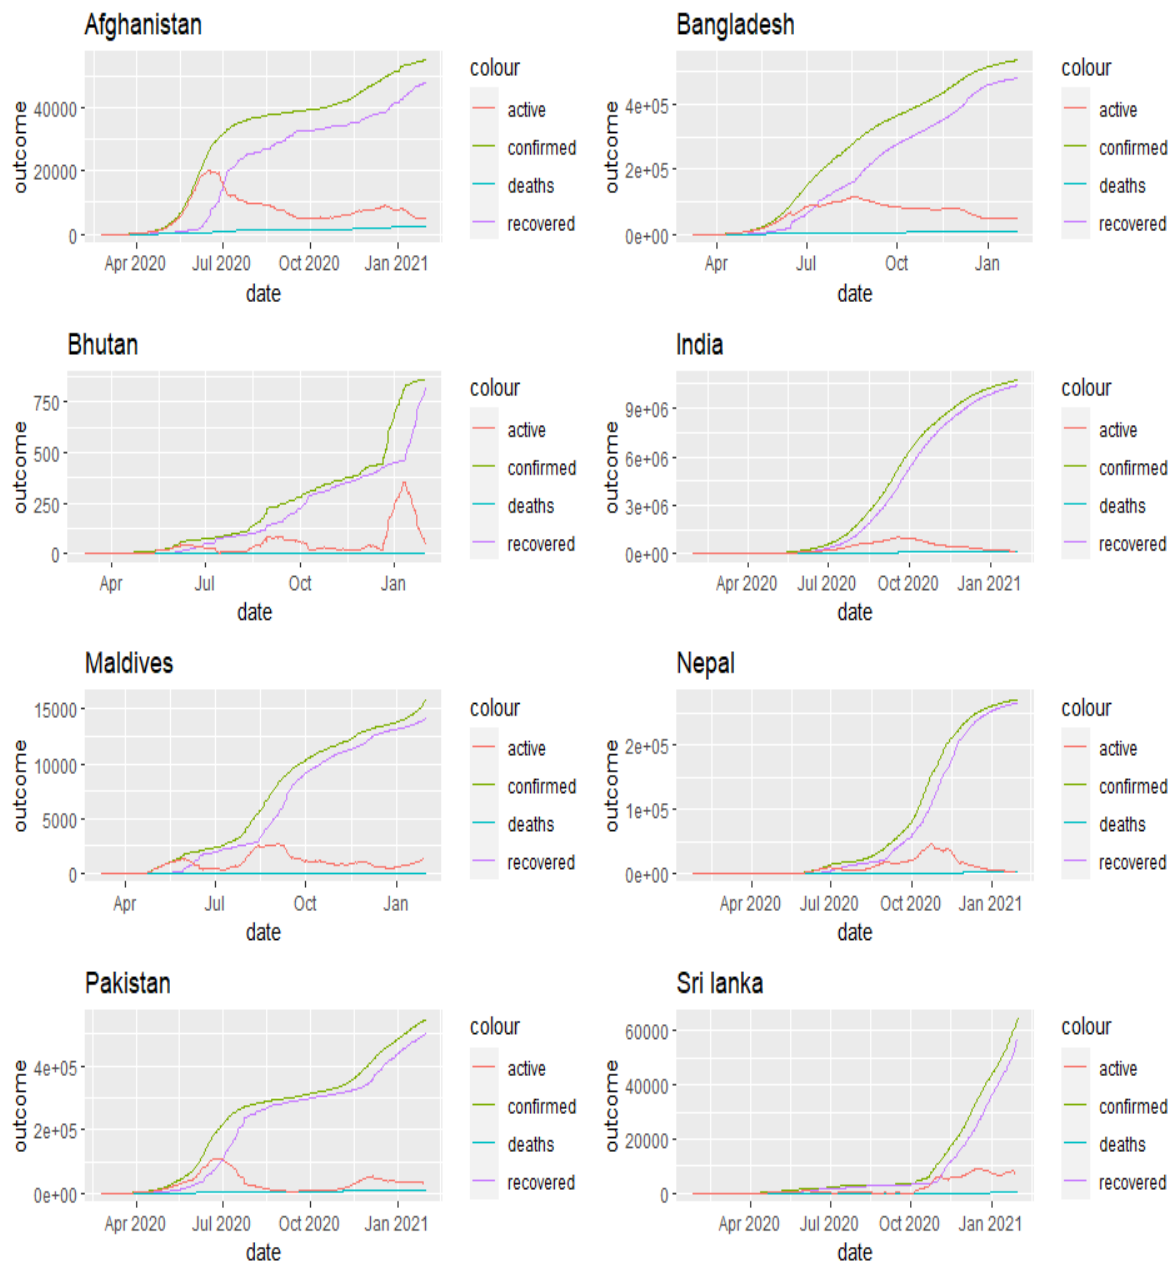 Afghanistan
40000
20000
0
outcome
Apr 2020 Jul 2020 Oct 2020 Jan 2021
date
colour
active
confirmed
deaths
recovered
Bangladesh
4e+05
2e+05
0e+00
outcome
Apr Jul Oct Jan
date
colour
active
confirmed
deaths
recovered
Bhutan
750
500
250
0
outcome
Apr Jul Oct Jan
date
colour
active
confirmed
deaths
recovered
India
9e+06
6e+06
3e+06
0e+00
outcome
Apr 2020 Jul 2020 Oct 2020 Jan 2021
date
colour
active
confirmed
deaths
recovered
Maldives
15000
10000
5000
0
outcome
Apr Jul Oct Jan
date
colour
active
confirmed
deaths
recovered
Nepal
2e+05
1e+05
0e+00
outcome
Apr 2020 Jul 2020 Oct 2020 Jan 2021
date
colour
active
confirmed
deaths
recovered
Pakistan
4e+05
2e+05
0e+00
outcome
Apr 2020 Jul 2020 Oct 2020 Jan 2021
date
colour
active
confirmed
deaths
recovered
Sri lanka
60000
40000
20000
0
outcome
Apr 2020 Jul 2020 Oct 2020 Jan 2021
date
colour
active
confirmed
deaths
recovered